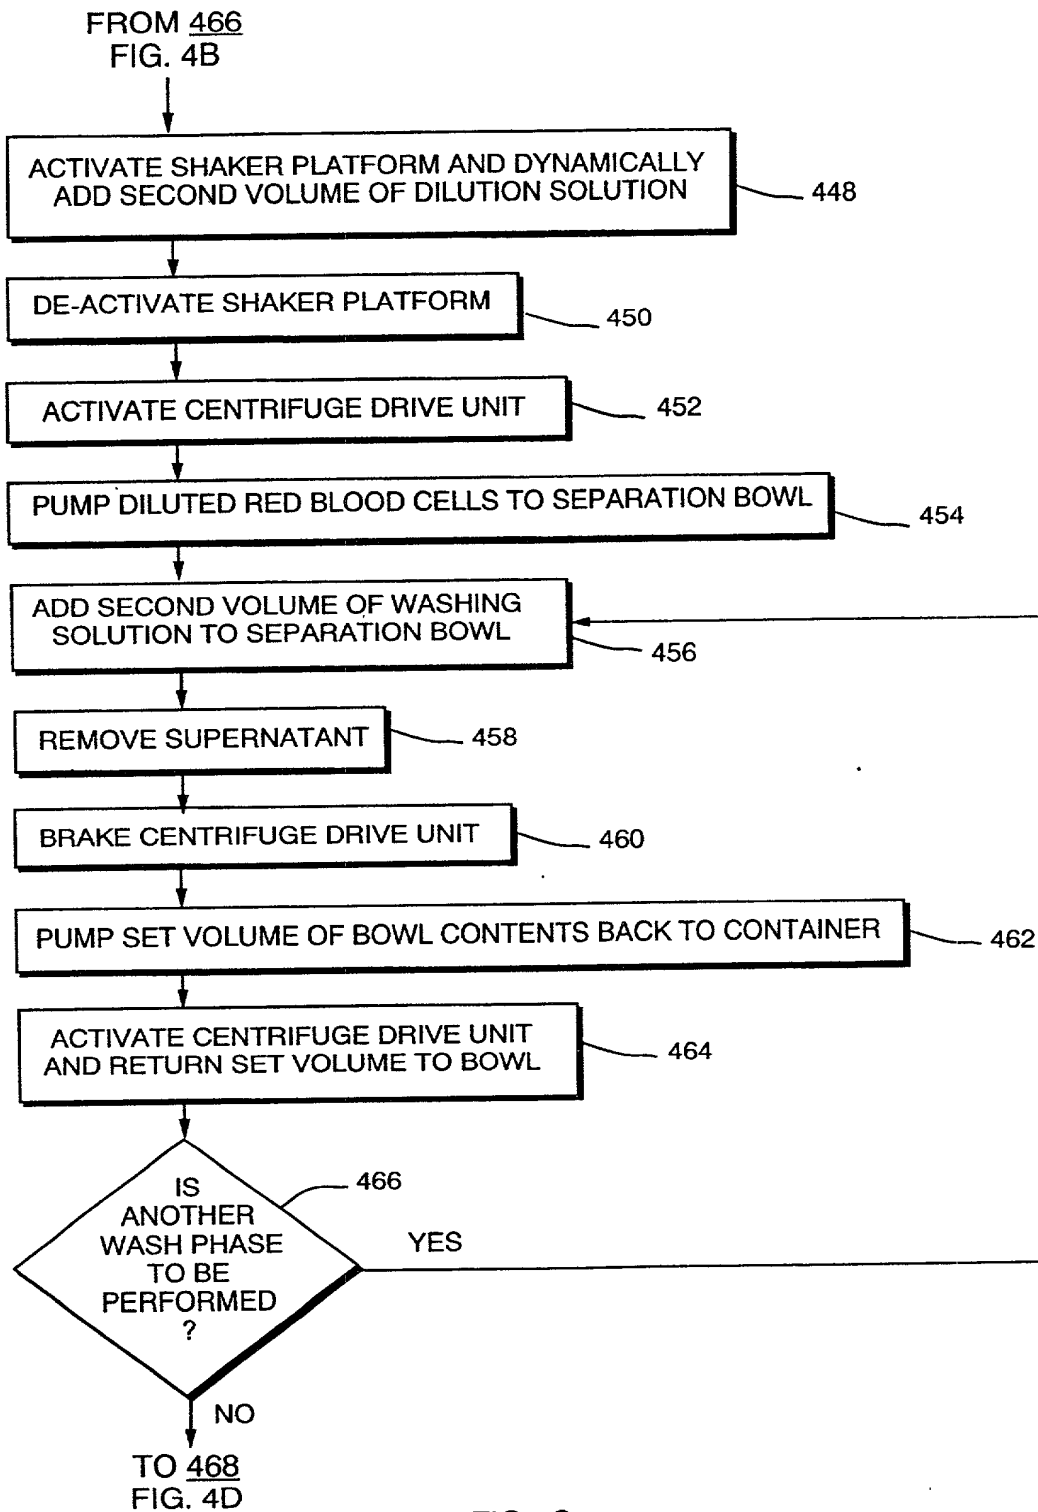 FROM 466
FIG. 4B
ACTIVATE SHAKER PLATFORM AND DYNAMICALLY
ADD SECOND VOLUME OF DILUTION SOLUTION
448
DE-ACTIVATE SHAKER PLATFORM
450
ACTIVATE CENTRIFUGE DRIVE UNIT
452
PUMP DILUTED RED BLOOD CELLS TO SEPARATION BOWL
454
ADD SECOND VOLUME OF WASHING
SOLUTION TO SEPARATION BOWL
456
REMOVE SUPERNATANT
458
BRAKE CENTRIFUGE DRIVE UNIT
460
PUMP SET VOLUME OF BOWL CONTENTS BACK TO CONTAINER
462
ACTIVATE CENTRIFUGE DRIVE UNIT
AND RETURN SET VOLUME TO BOWL
464
IS
ANOTHER
WASH PHASE
TO BE
PERFORMED
?
466
YES
NO
TO 468
FIG. 4D